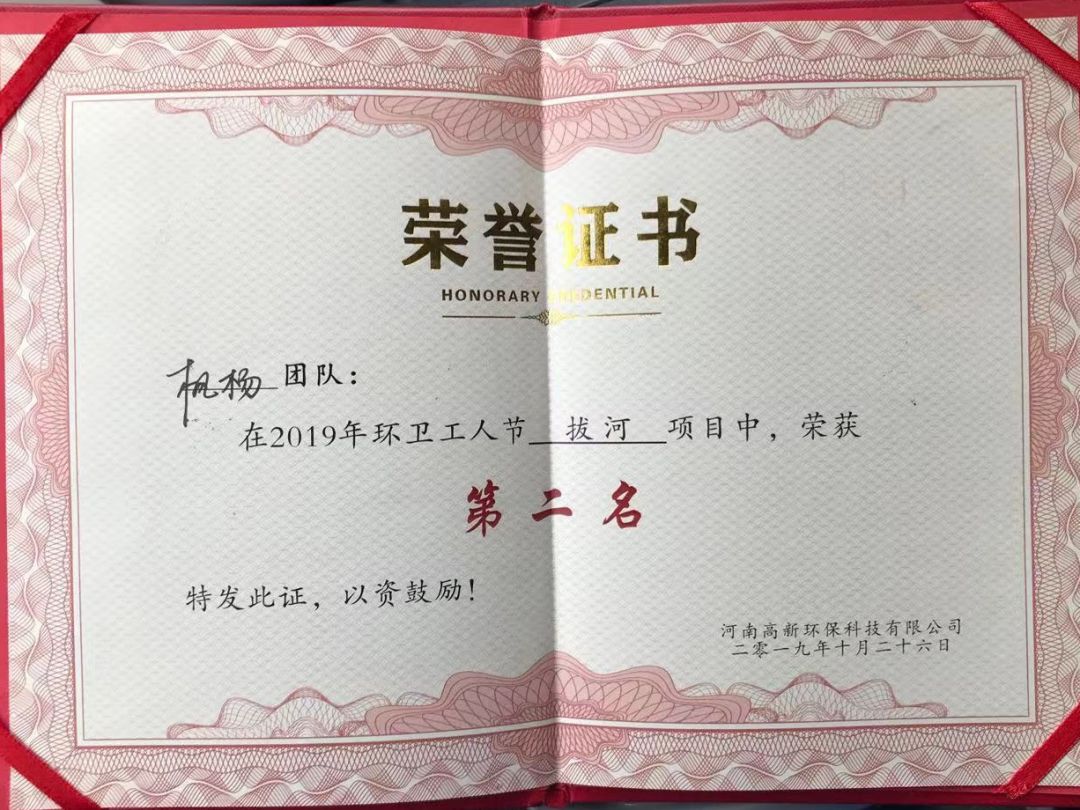 荣誉证书
HONORARY CREDENTIAL
枫杨团队：
在2019年环卫工人节 拔河 项目中，荣获
第二名
特发此证，以资鼓励！
河南高新环保科技有限公司
二零一九年十月二十六日